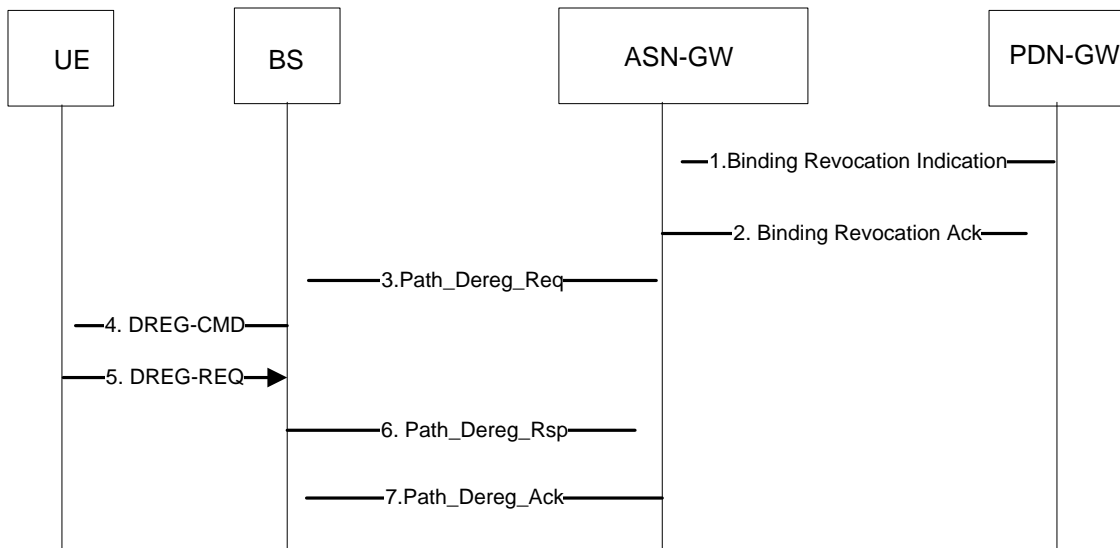 UE
BS
ASN-GW
PDN-GW
1.Binding Revocation Indication
2. Binding Revocation Ack
3.Path_Dereg_Req
4. DREG-CMD
5. DREG-REQ
6. Path_Dereg_Rsp
7.Path_Dereg_Ack